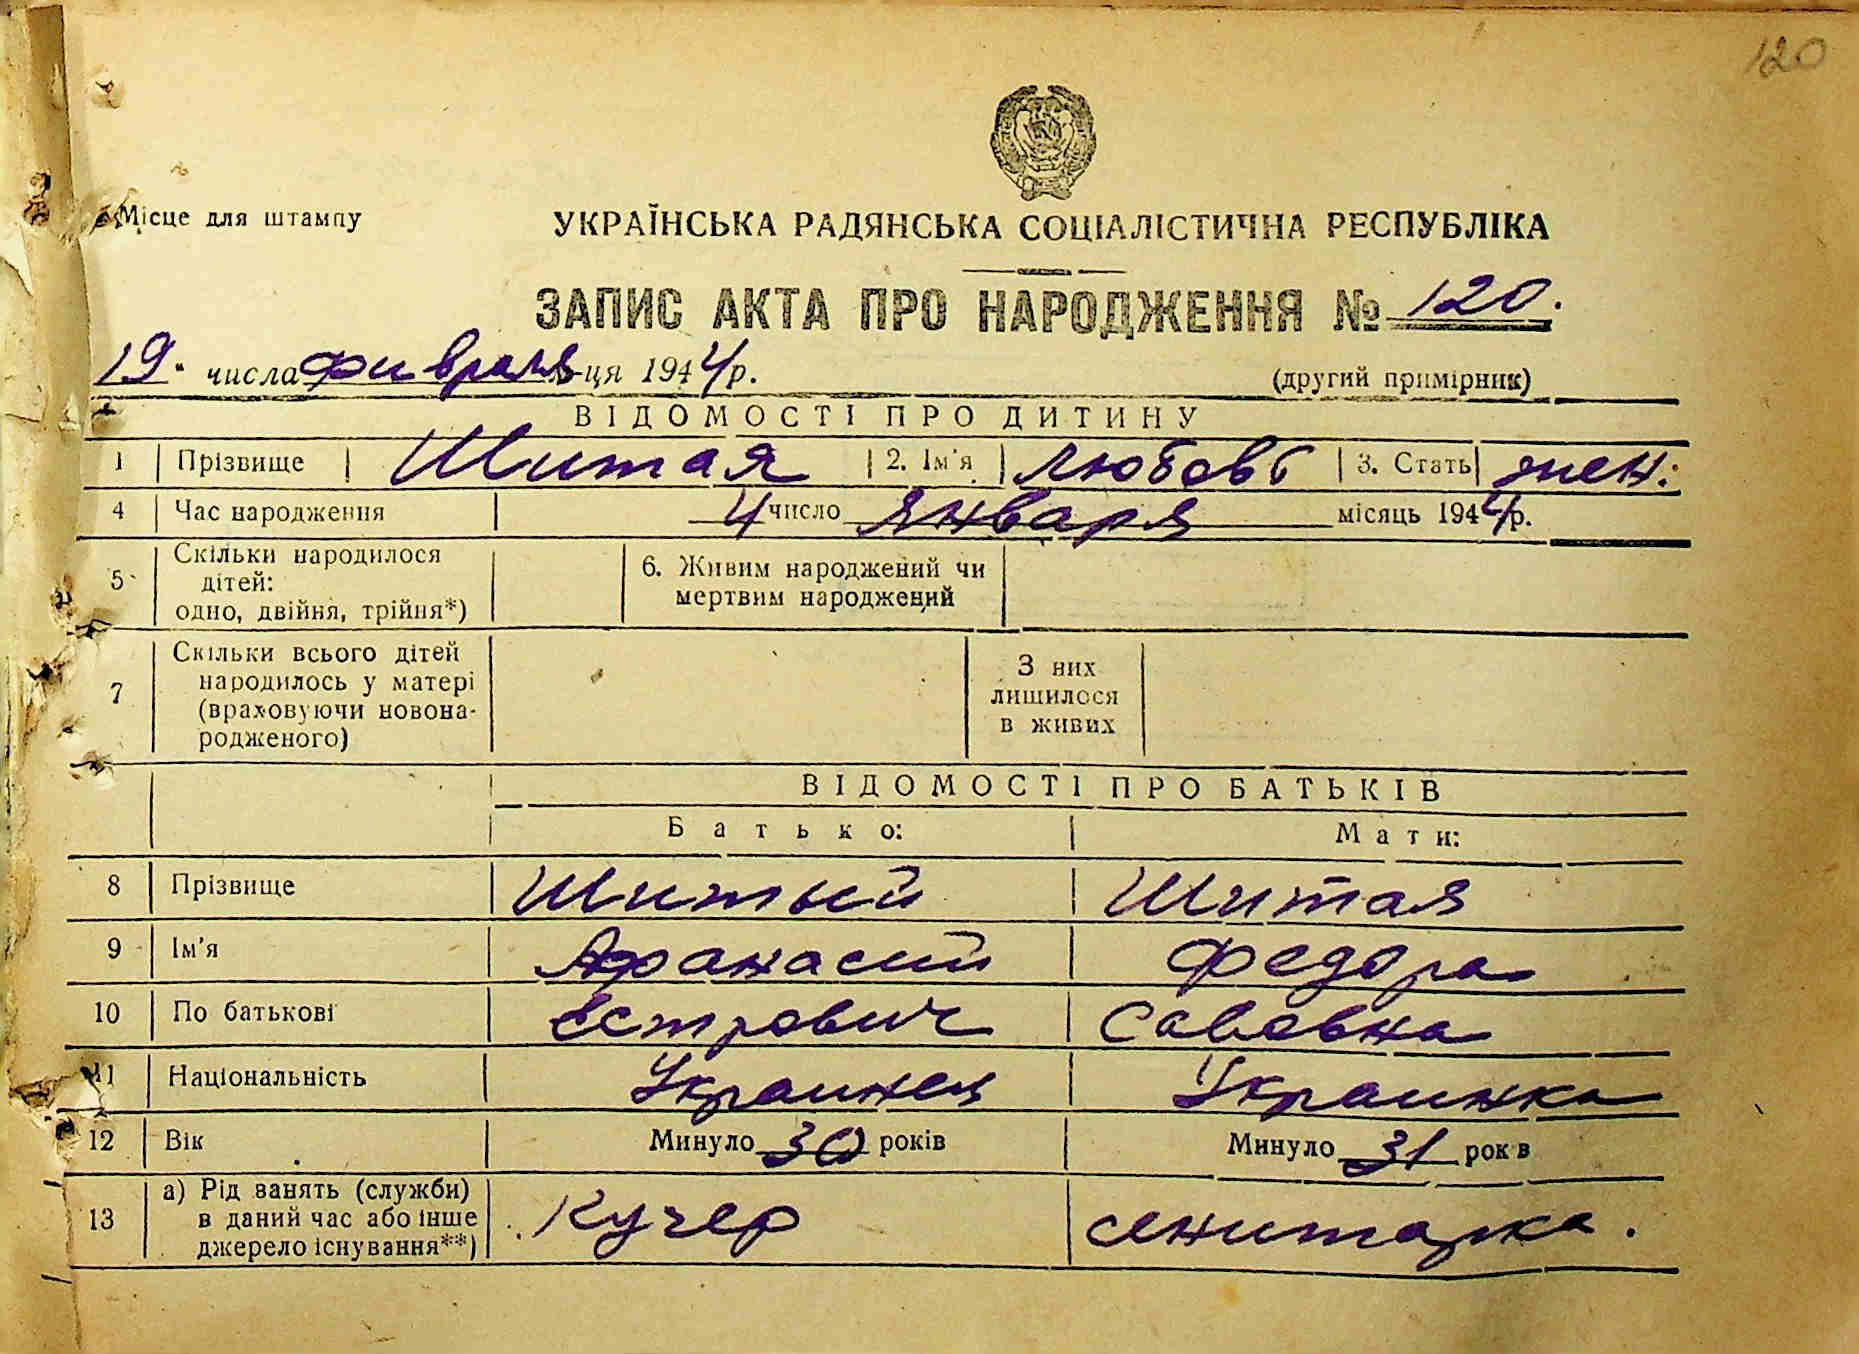 120
Місце для штампу
УКРАЇНСЬКА РАДЯНСЬКА СОЦІАЛІСТИЧНА РЕСПУБЛІКА
ЗАПИС АКТА ПРО НАРОДЖЕННЯ № 120.
19. числа февраля м-ця 1944 р.
(другий примірник)
ВІДОМОСТІ ПРО ДИТИНУ
1 Прізвище Шитая 2. Ім'я Любовь 3. Стать жен.
4 Час народження 4 число января місяць 1944 р.
5 Скільки народилося
дітей:
одно, двійня, трійня*)
6. Живим народжений чи
мертвим народжений
7 Скільки всього дітей
народилось у матері
(враховуючи новона-
родженого)
З них
лишилося
в живих
ВІДОМОСТІ ПРО БАТЬКІВ
Батько: Мати:
8 Прізвище Шитый Шитая
9 Ім'я Афанасий Федора
10 По батькові Естрович Савовна
11 Національність Украинец Украинка
12 Вік Минуло 30 років Минуло 31 рок в
13 а) Рід занять (служби)
в даний час або інше
джерело існування**)
Кучер сенитарка.